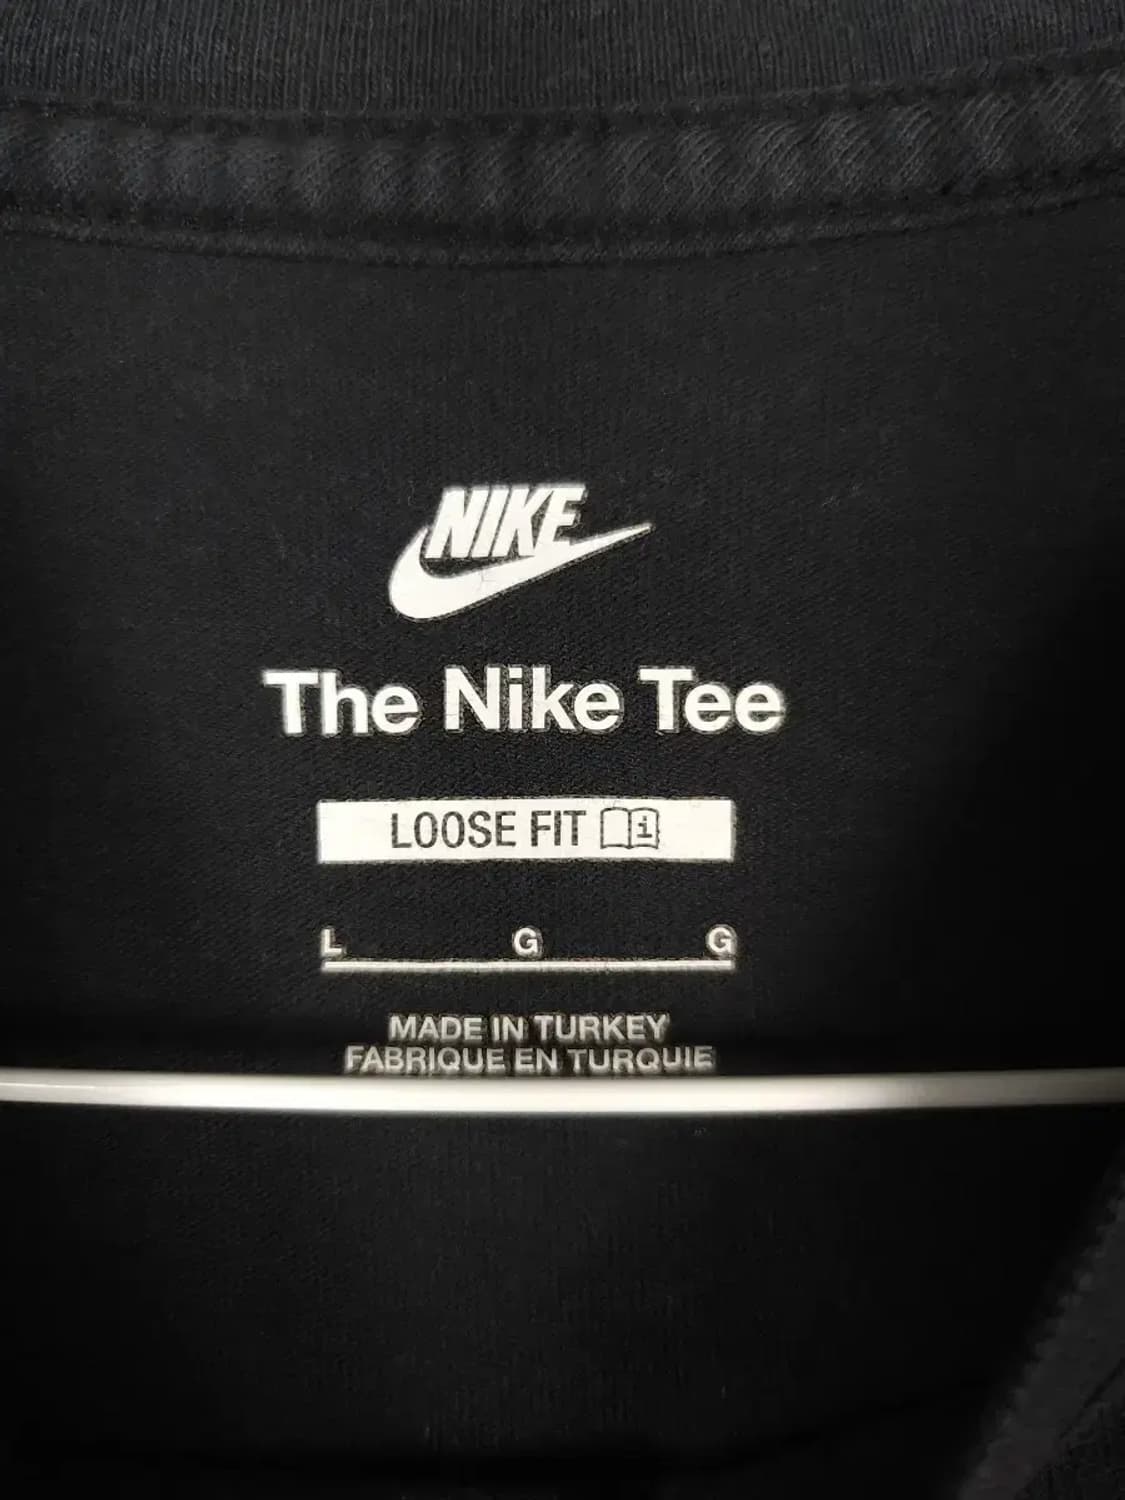 NIKE
The Nike Tee
LOOSE FIT i
L G G
MADE IN TURKEY
FABRIQUE EN TURQUIE